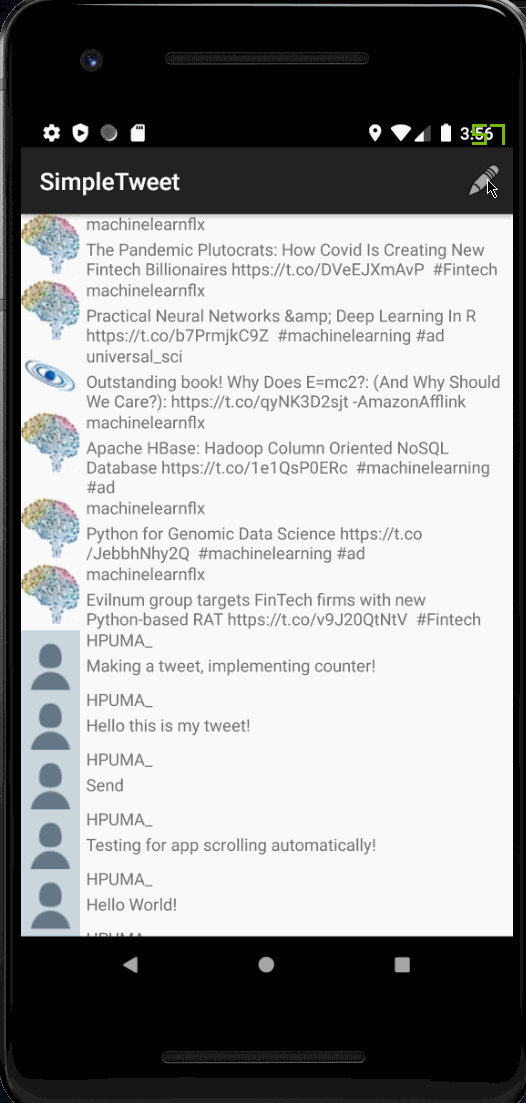 3:56
57
SimpleTweet
machinelearnflx
The Pandemic Plutocrats: How Covid Is Creating New
Fintech Billionaires https://t.co/DVeEJXmAvP #Fintech
machinelearnflx
Practical Neural Networks &amp; Deep Learning In R
https://t.co/b7PrmjkC9Z #machinelearning #ad
universal_sci
Outstanding book! Why Does E=mc2?: (And Why Should
We Care?): https://t.co/qyNK3D2sjt -AmazonAfflink
machinelearnflx
Apache HBase: Hadoop Column Oriented NoSQL
Database https://t.co/1e1QsP0ERc #machinelearning
#ad
machinelearnflx
Python for Genomic Data Science https://t.co
/JebbhNhy2Q #machinelearning #ad
machinelearnflx
Evilnum group targets FinTech firms with new
Python-based RAT https://t.co/v9J20QtNtV #Fintech
HPUMA_
Making a tweet, implementing counter!
HPUMA_
Hello this is my tweet!
HPUMA_
Send
HPUMA_
Testing for app scrolling automatically!
HPUMA_
Hello World!